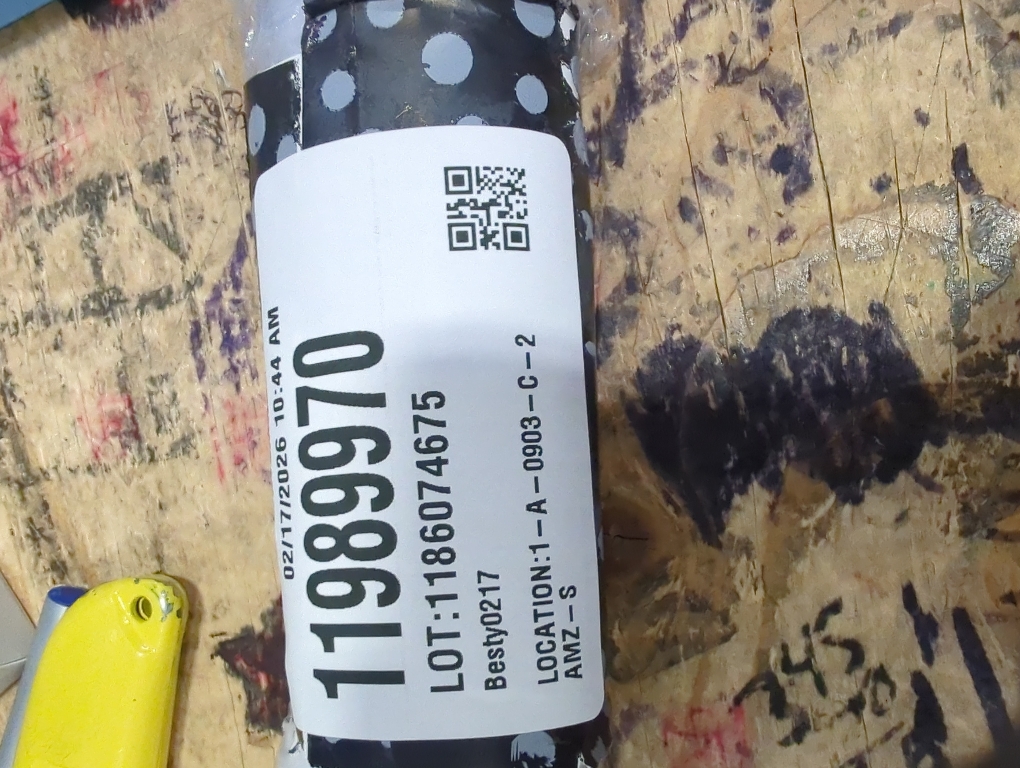 02/17/2026 10:44 AM
11989970
LOT:1186074675
Besty0217
LOCATION:1-A-0903-C-2
AMZ-S